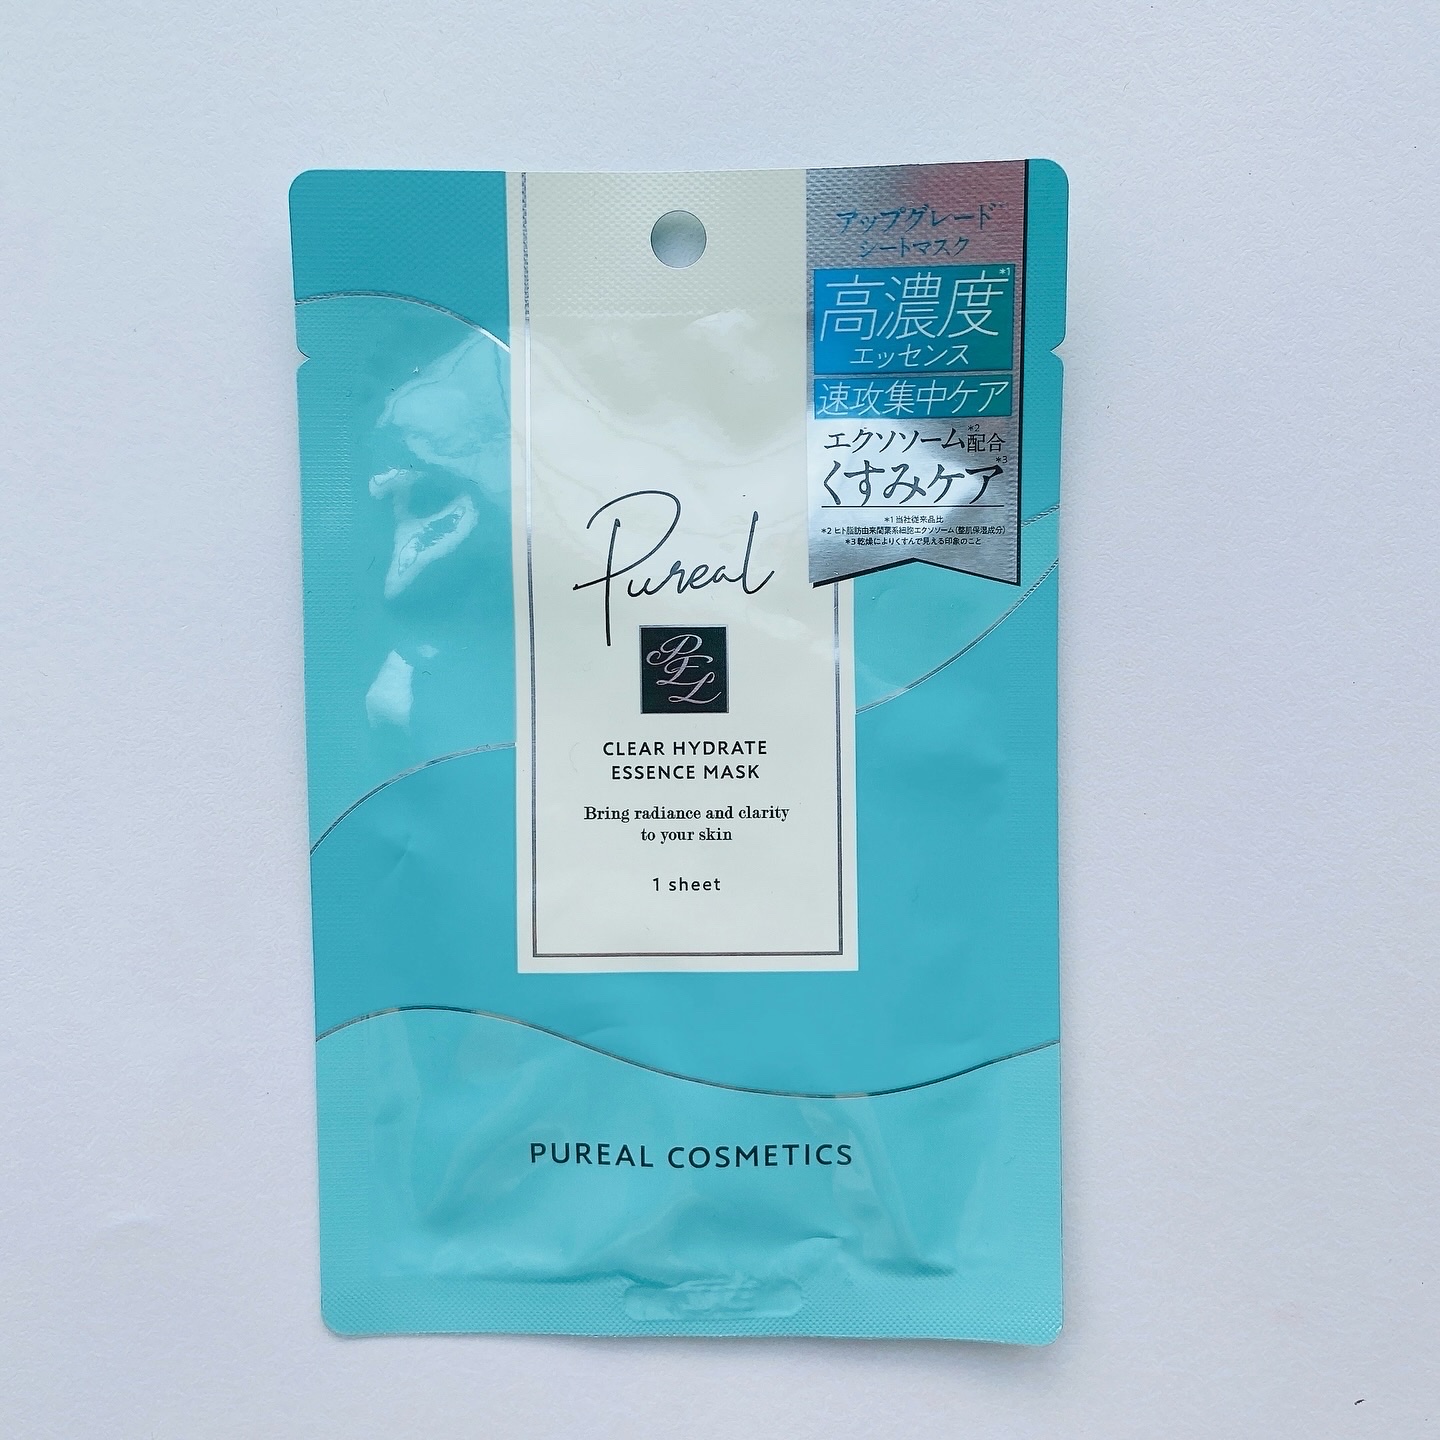 アップグレード
シートマスク
高濃度*1
エッセンス
速攻集中ケア
エクソソーム*2配合
くすみケア*3
*1 当社従来品比
*2 ヒト脂肪由来間葉系細胞エクソソーム(整肌保湿成分)
*3 乾燥によりくすんで見える印象のこと
Pureal
PEL
CLEAR HYDRATE
ESSENCE MASK
Bring radiance and clarity
to your skin
1 sheet
PUREAL COSMETICS